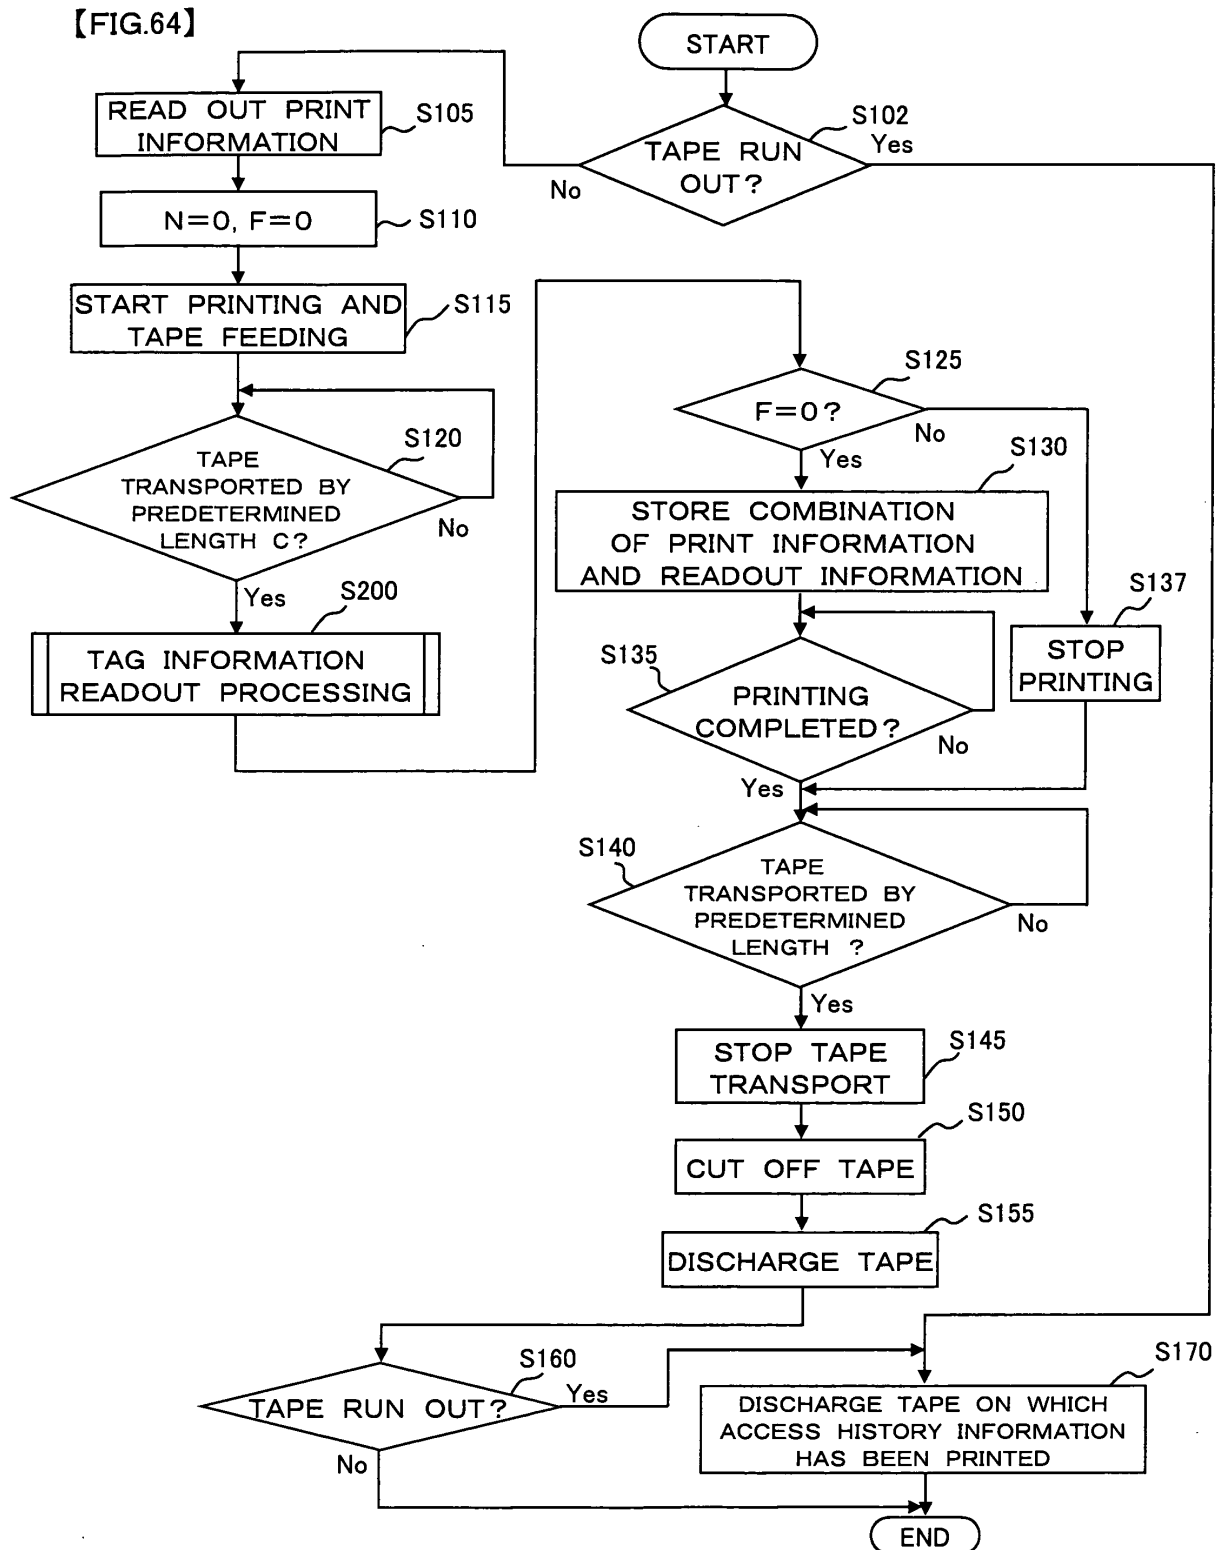 【FIG.64】
START
S102
TAPE RUN
OUT?
Yes
No
READ OUT PRINT
INFORMATION
S105
N=0, F=0
S110
START PRINTING AND
TAPE FEEDING
S115
S120
TAPE
TRANSPORTED BY
PREDETERMINED
LENGTH C?
No
Yes
S200
TAG INFORMATION
READOUT PROCESSING
S125
F=0?
No
Yes
S130
STORE COMBINATION
OF PRINT INFORMATION
AND READOUT INFORMATION
S137
STOP
PRINTING
S135
PRINTING
COMPLETED?
No
Yes
S140
TAPE
TRANSPORTED BY
PREDETERMINED
LENGTH ?
No
Yes
STOP TAPE
TRANSPORT
S145
S150
CUT OFF TAPE
S155
DISCHARGE TAPE
S160
TAPE RUN OUT?
Yes
No
S170
DISCHARGE TAPE ON WHICH
ACCESS HISTORY INFORMATION
HAS BEEN PRINTED
END